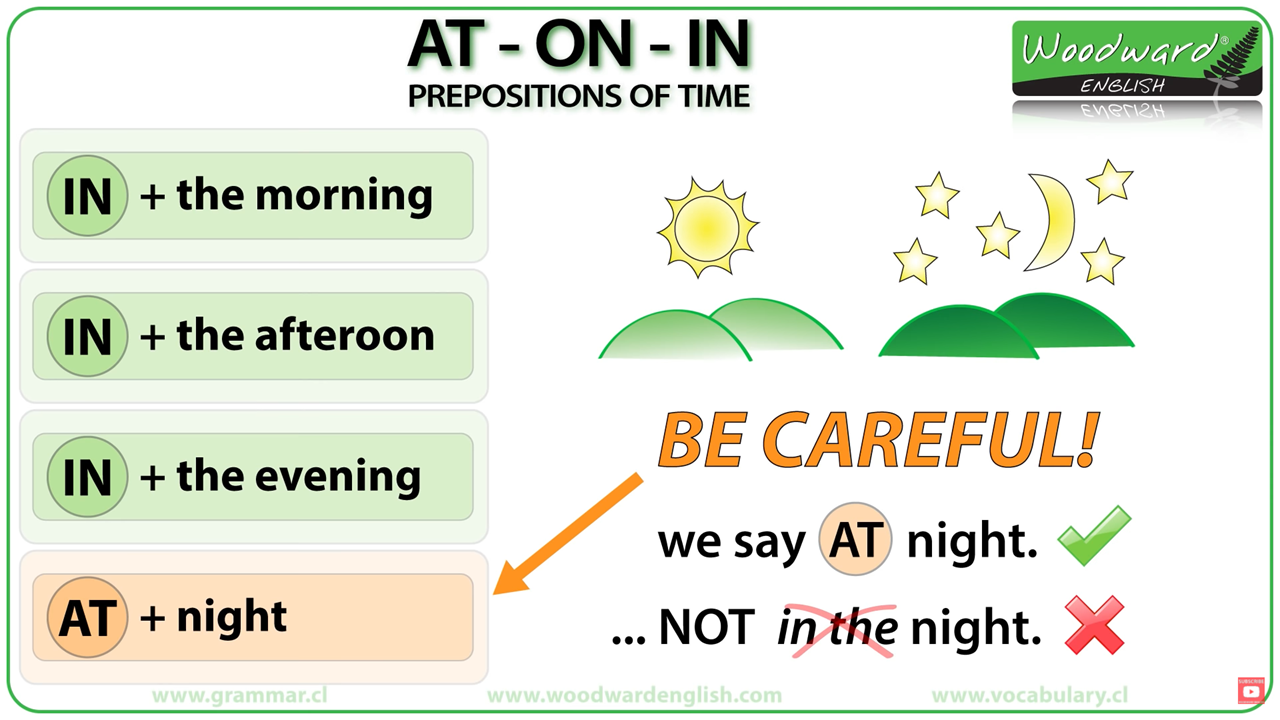 AT - ON - IN
PREPOSITIONS OF TIME
Woodward®
ENGLISH
IN + the morning
IN + the afteroon
IN + the evening
AT + night
BE CAREFUL!
we say AT night.
... NOT in the night.
www.grammar.cl
www.woodwardenglish.com
www.vocabulary.cl
SUBSCRIBE